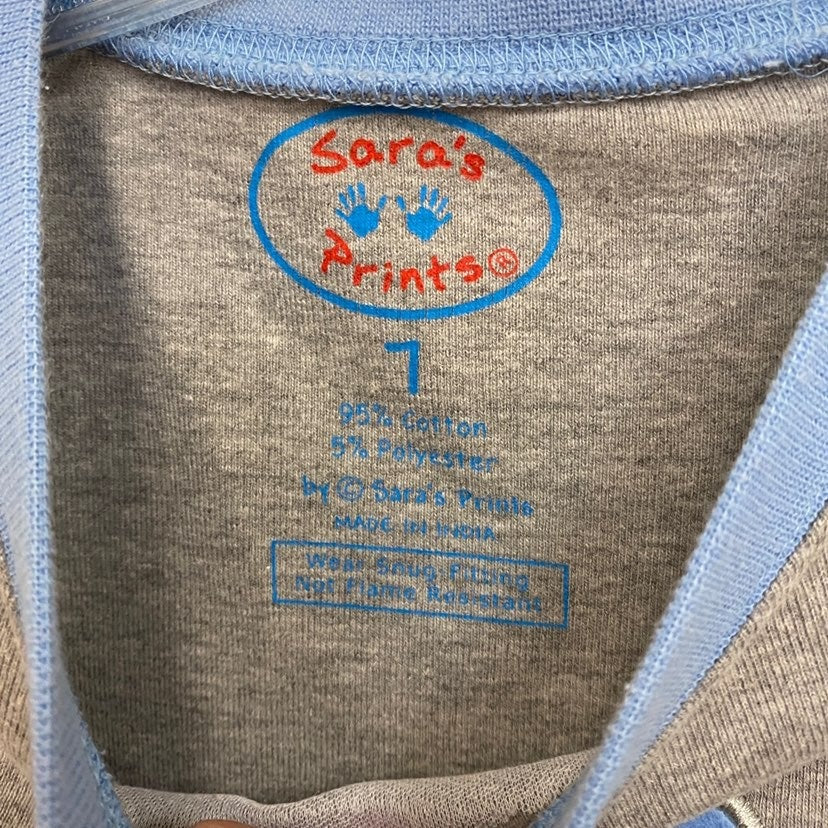 Sara's
Prints®
7
95% Cotton
5% Polyester
by © Sara's Prints
MADE IN INDIA
Wear Snug Fitting
Not Flame Resistant